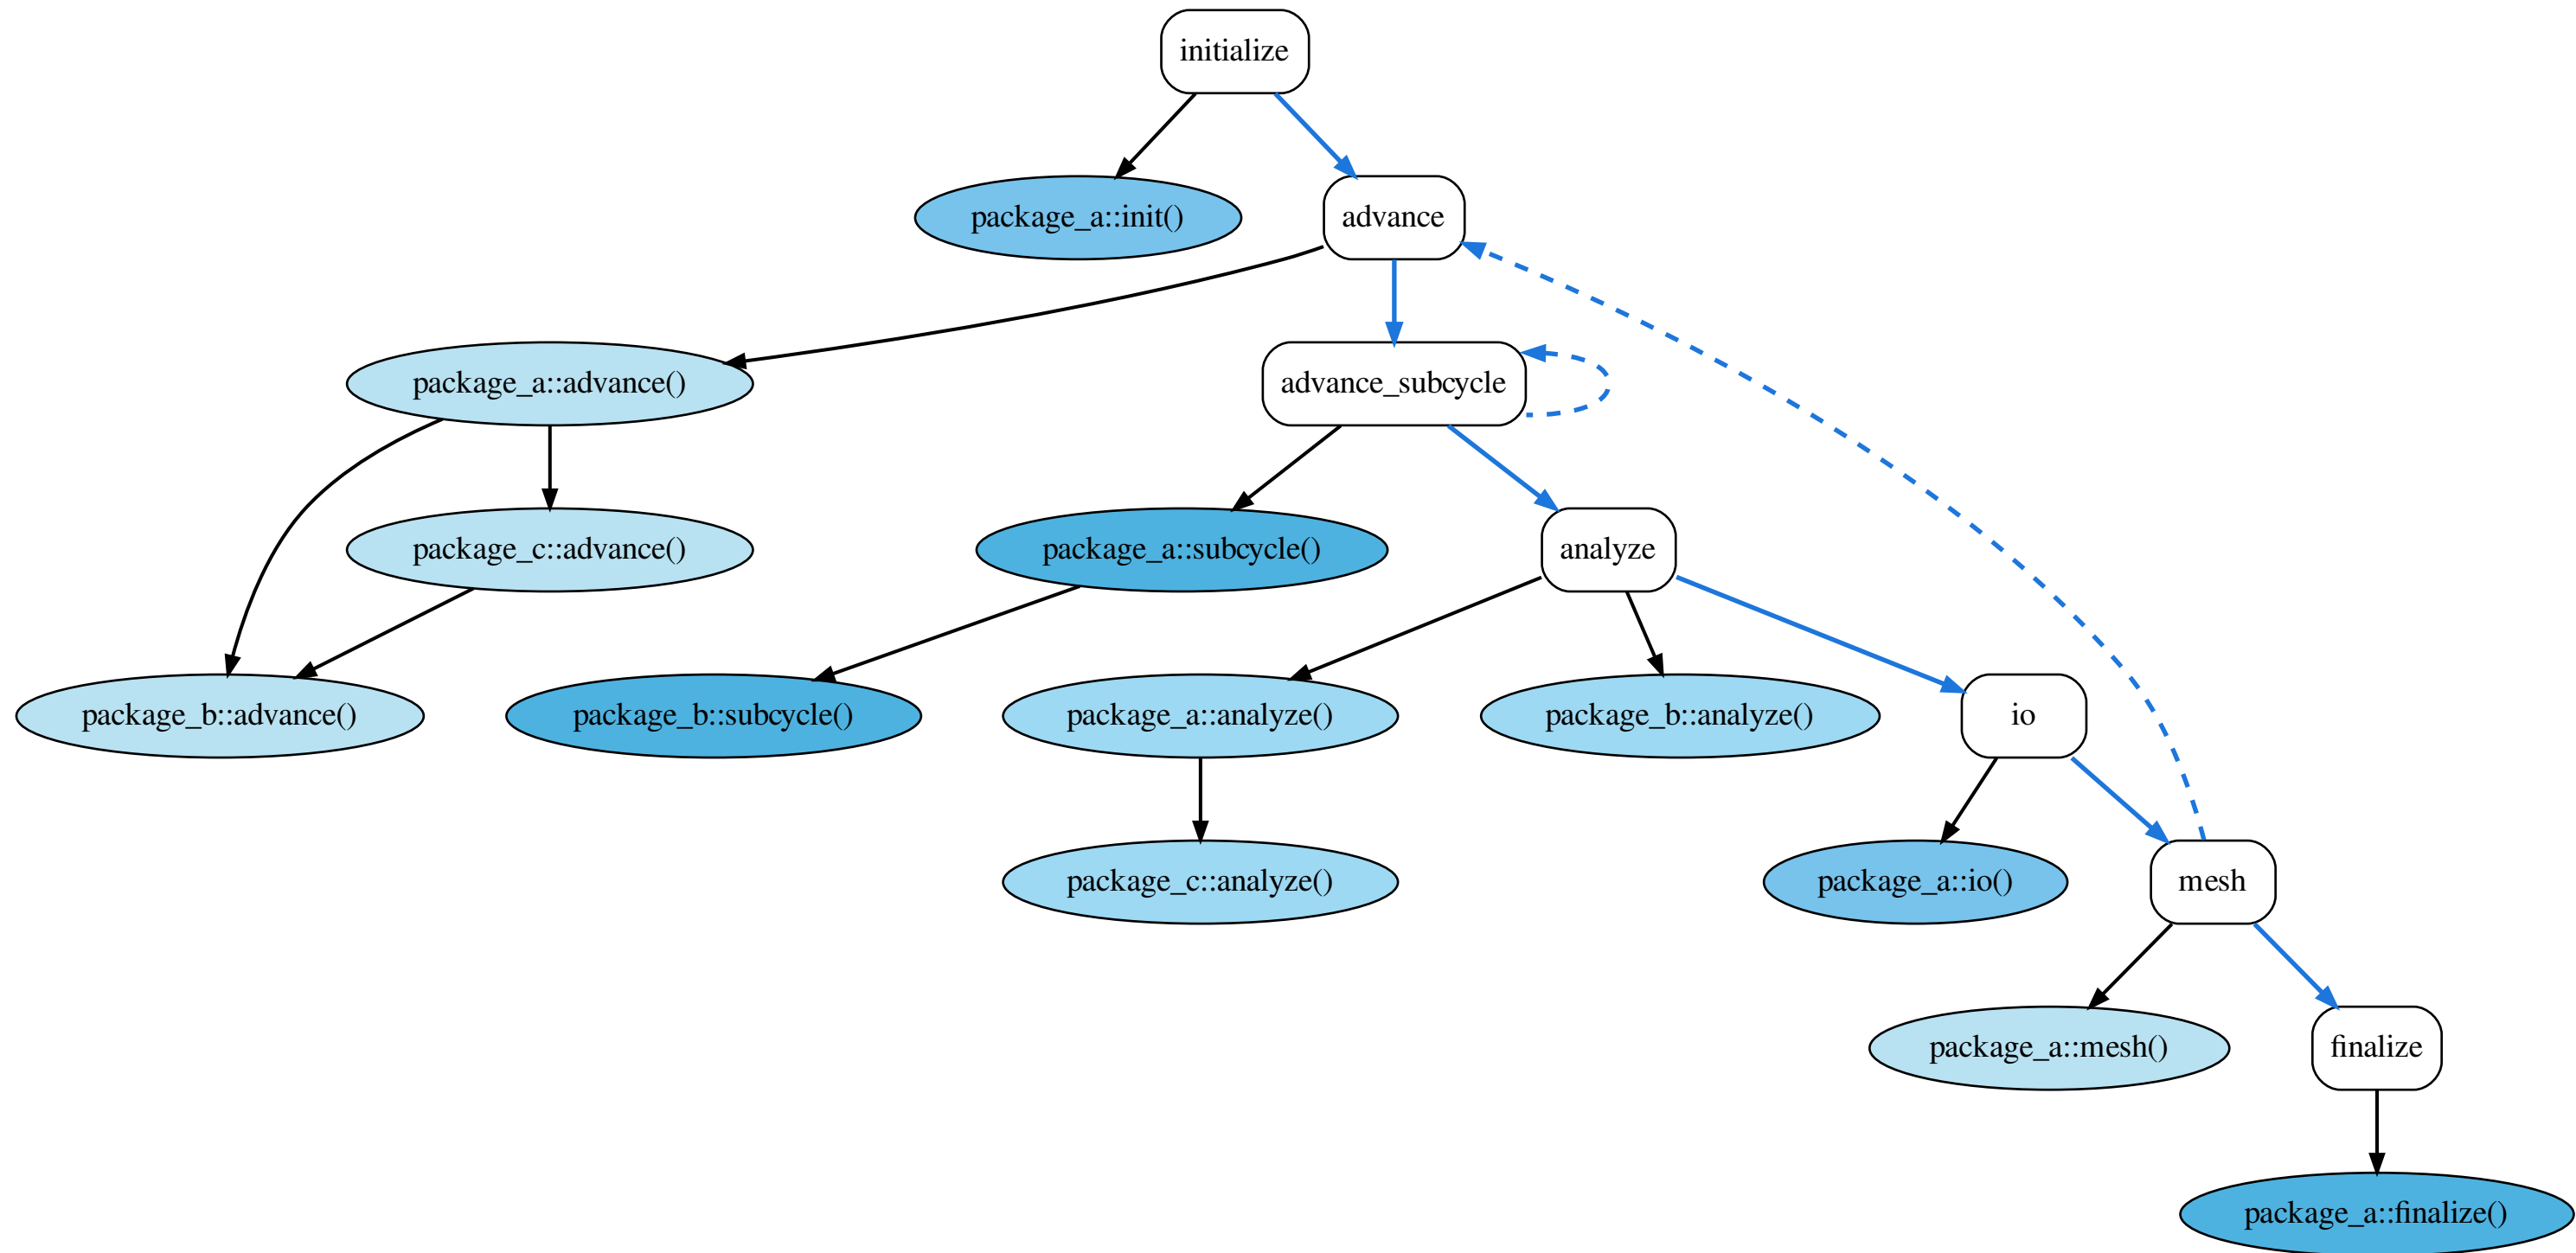 initialize
package_a::init()
advance
package_a::advance()
advance_subcycle
package_c::advance()
package_a::subcycle()
analyze
package_b::advance()
package_b::subcycle()
package_a::analyze()
package_b::analyze()
io
package_c::analyze()
package_a::io()
mesh
package_a::mesh()
finalize
package_a::finalize()